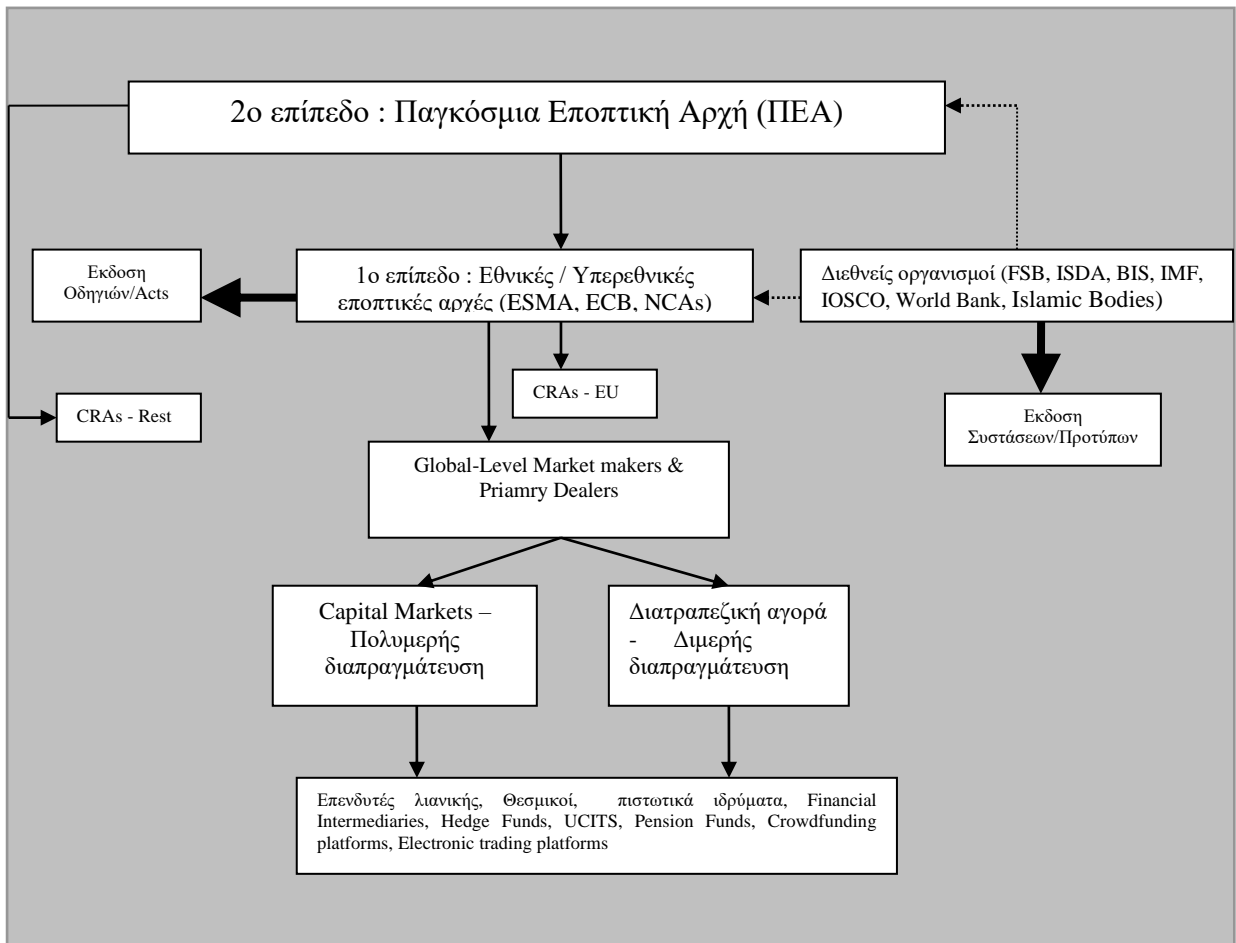 2ο επίπεδο : Παγκόσμια Εποπτική Αρχή (ΠΕΑ)
Εκδοση
Οδηγιών/Acts
1ο επίπεδο : Εθνικές / Υπερεθνικές
εποπτικές αρχές (ESMA, ECB, NCAs)
Διεθνείς οργανισμοί (FSB, ISDA, BIS, IMF,
IOSCO, World Bank, Islamic Bodies)
CRAs - Rest
CRAs - EU
Εκδοση
Συστάσεων/Προτύπων
Global-Level Market makers &
Priamry Dealers
Capital Markets –
Πολυμερής
διαπραγμάτευση
Διατραπεζική αγορά
- Διμερής
διαπραγμάτευση
Επενδυτές λιανικής, Θεσμικοί, πιστωτικά ιδρύματα, Financial
Intermediaries, Hedge Funds, UCITS, Pension Funds, Crowdfunding
platforms, Electronic trading platforms